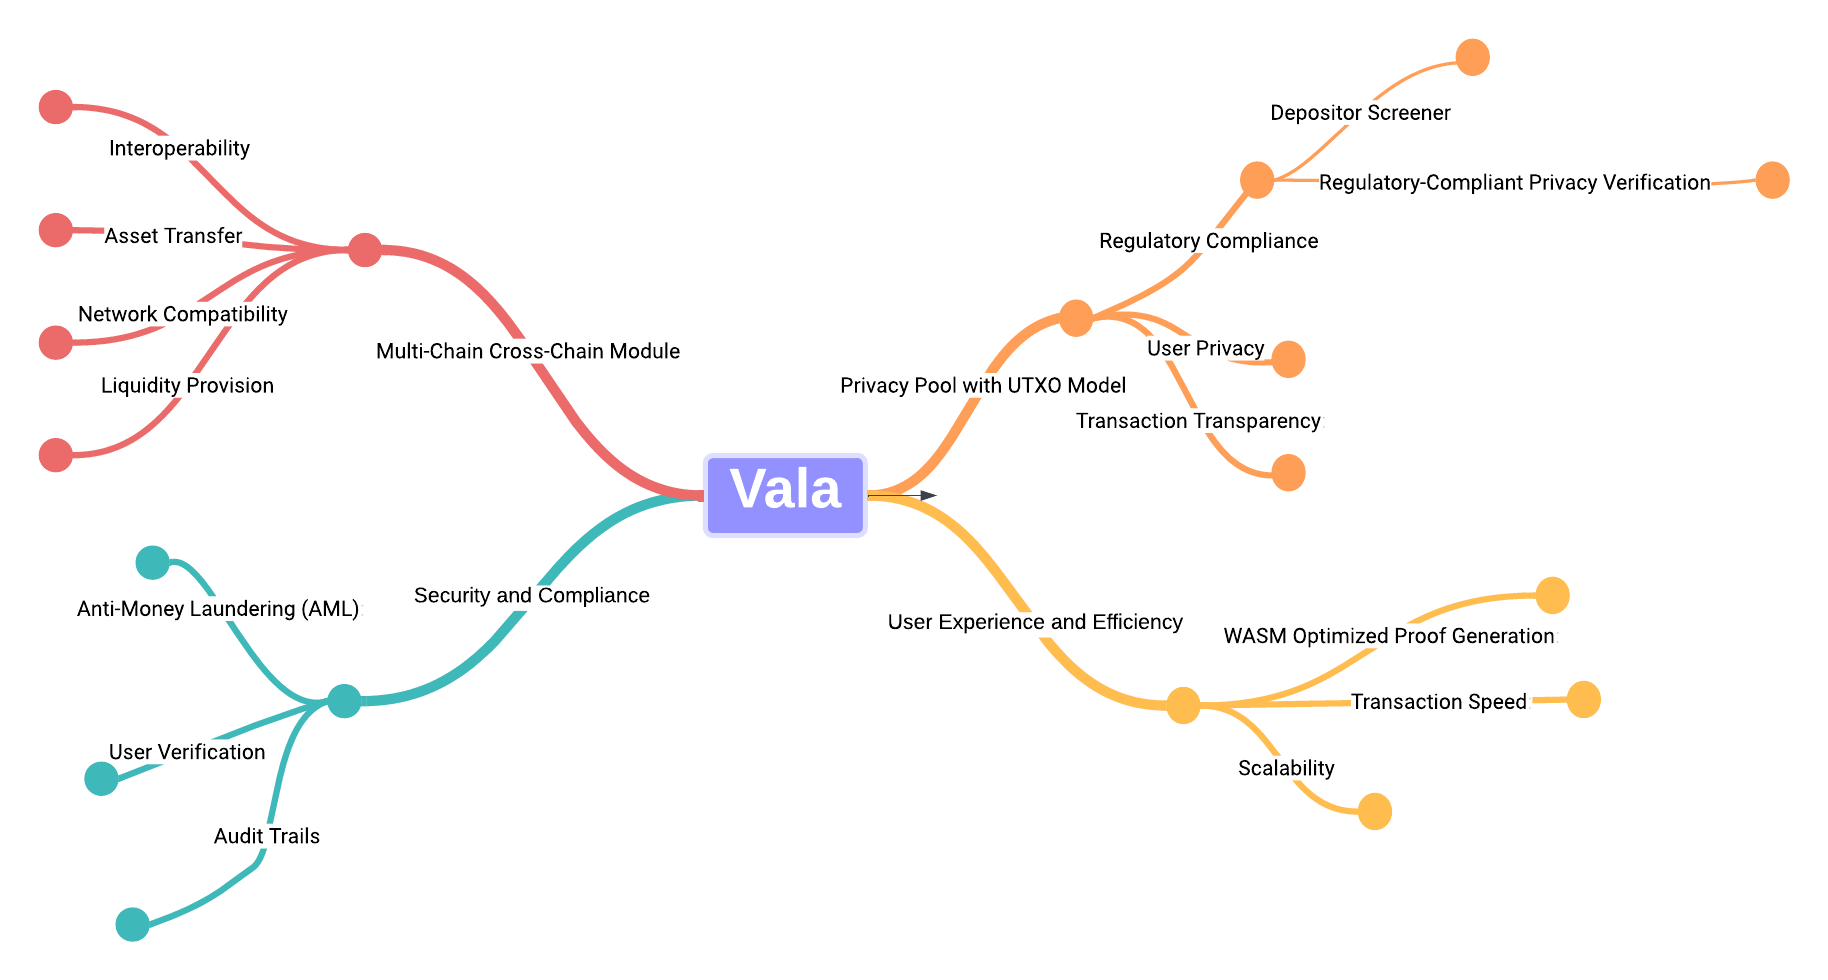 Depositor Screener
Interoperability
Regulatory-Compliant Privacy Verification
Asset Transfer
Regulatory Compliance
Network Compatibility
Multi-Chain Cross-Chain Module
User Privacy
Liquidity Provision
Privacy Pool with UTXO Model
Transaction Transparency:
Vala
Security and Compliance
Anti-Money Laundering (AML):
User Experience and Efficiency
WASM Optimized Proof Generation:
Transaction Speed:
User Verification
Scalability
Audit Trails